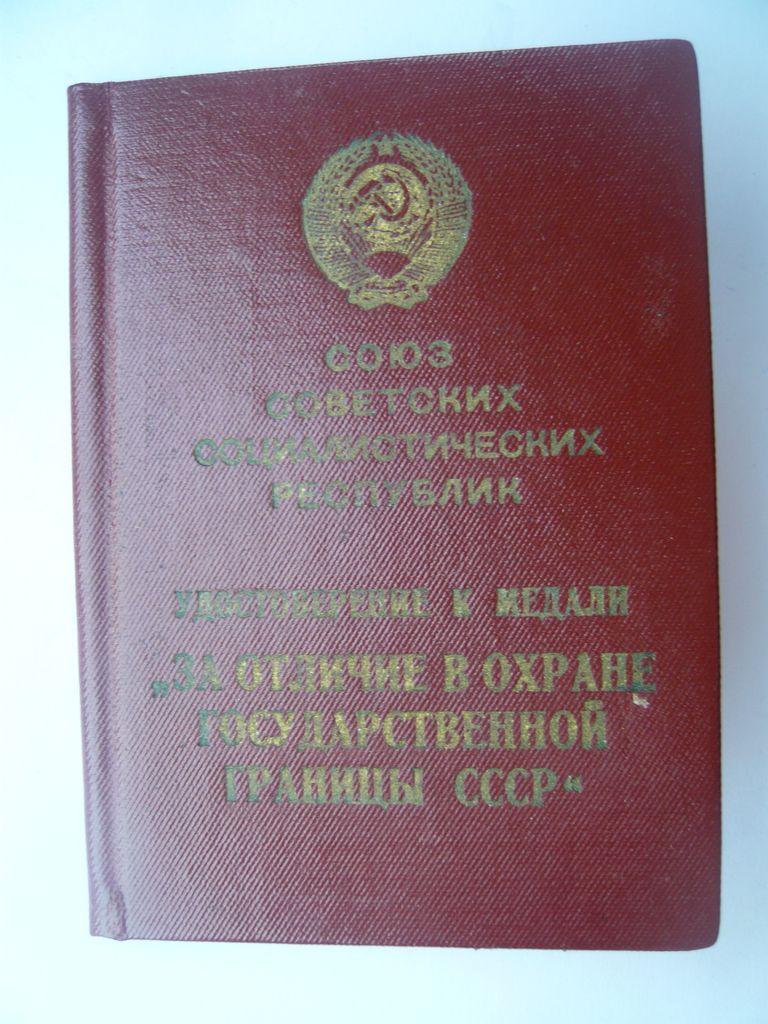 СОЮЗ
СОВЕТСКИХ
СОЦИАЛИСТИЧЕСКИХ
РЕСПУБЛИК
УДОСТОВЕРЕНИЕ К МЕДАЛИ
„ЗА ОТЛИЧИЕ В ОХРАНЕ
ГОСУДАРСТВЕННОЙ
ГРАНИЦЫ СССР“